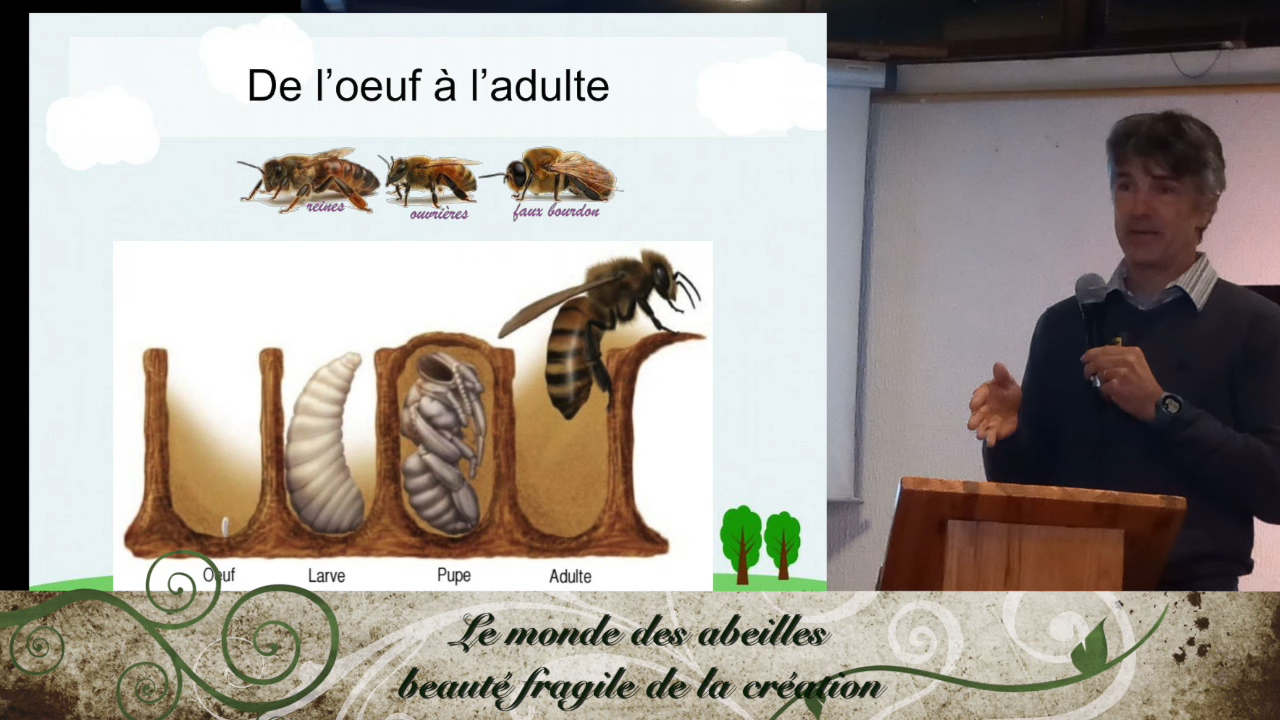 De l'oeuf à l'adulte
reines
ouvrières
faux bourdon
Oeuf
Larve
Pupe
Adulte
Le monde des abeilles
beauté fragile de la création